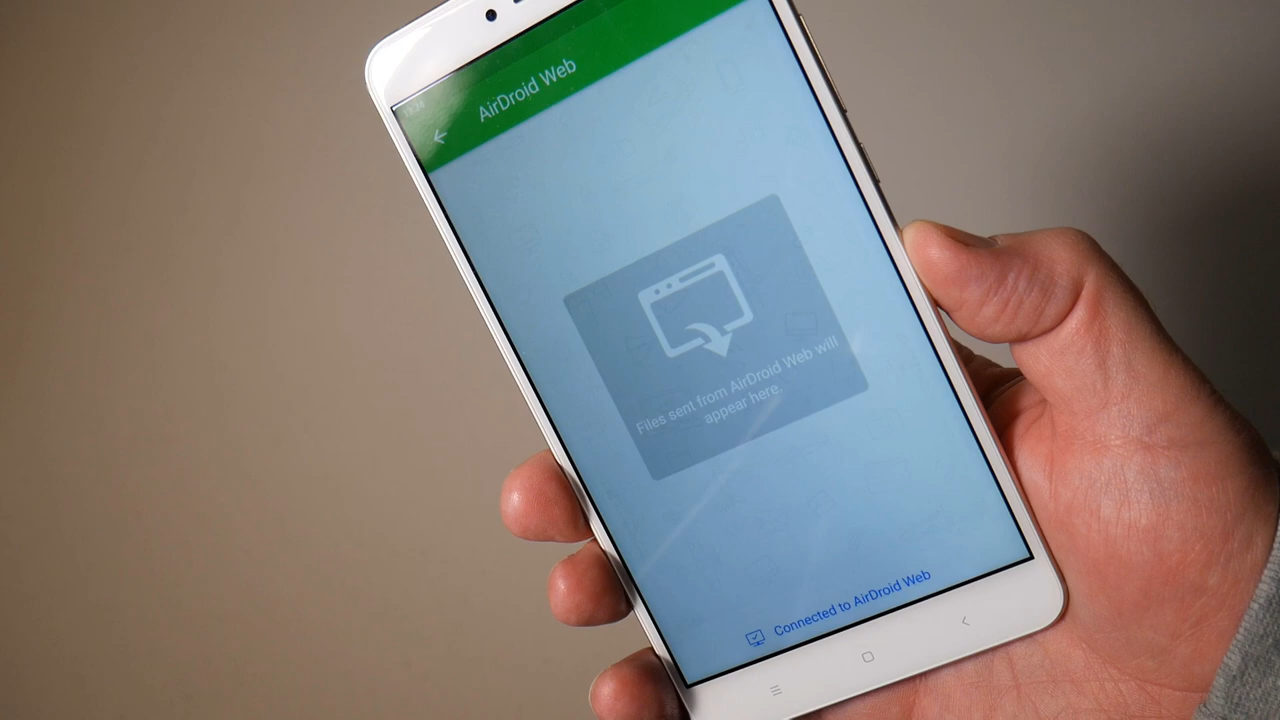 AirDroid Web
Files sent from AirDroid Web will
appear here.
Connected to AirDroid Web